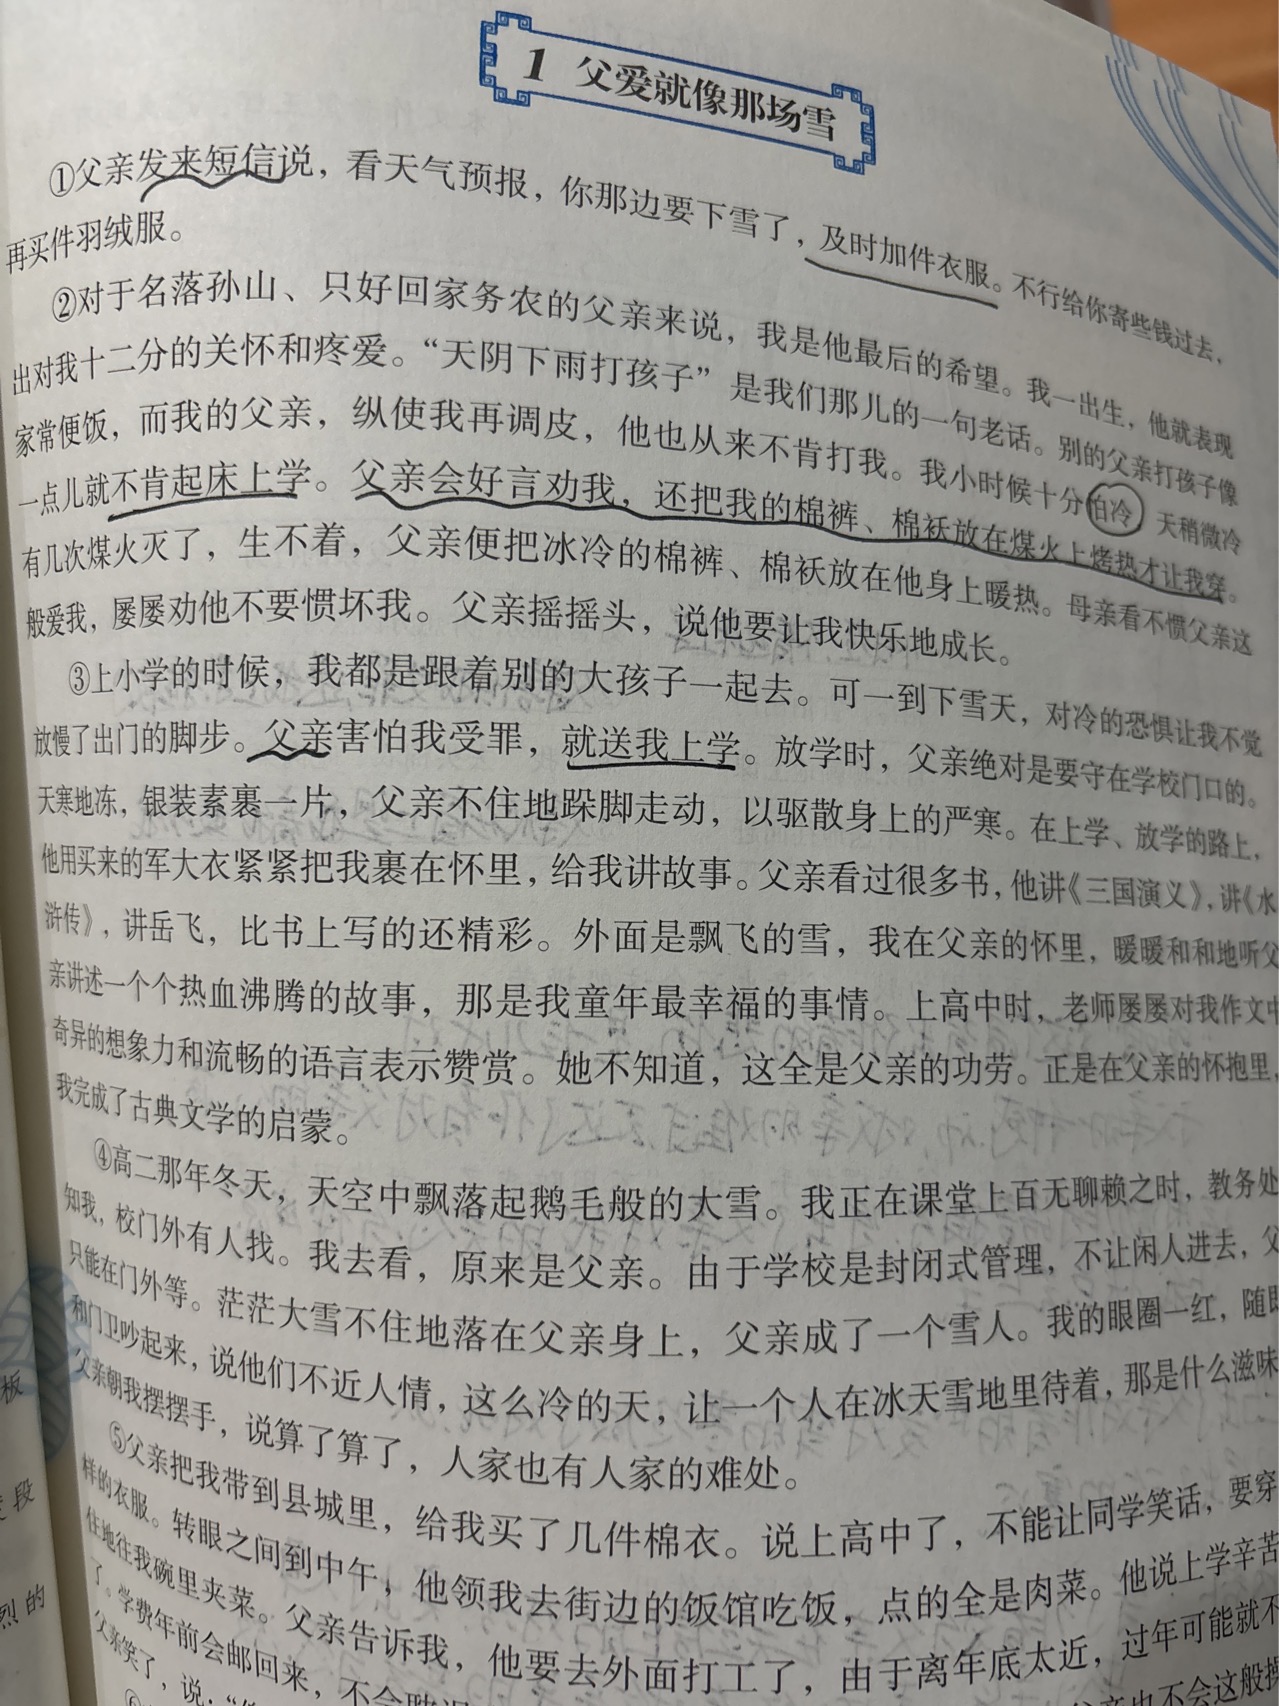 1 父爱就像那场雪
①父亲发来短信说，看天气预报，你那边要下雪了，及时加件衣服。不行给你寄些钱过去，
再买件羽绒服。
②对于名落孙山、只好回家务农的父亲来说，我是他最后的希望。我一出生，他就表现
出对我十二分的关怀和疼爱。“天阴下雨打孩子”是我们那儿的一句老话。别的父亲打孩子像
家常便饭，而我的父亲，纵使我再调皮，他也从来不肯打我。我小时候十分怕冷，天稍微冷
一点儿就不肯起床上学。父亲会好言劝我，还把我的棉裤、棉袄放在煤火上烤热才让我穿。
有几次煤火灭了，生不着，父亲便把冰冷的棉裤、棉袄放在他身上暖热。母亲看不惯父亲这
般爱我，屡屡劝他不要惯坏我。父亲摇摇头，说他要让我快乐地成长。
③上小学的时候，我都是跟着别的大孩子一起去。可一到下雪天，对冷的恐惧让我不觉
放慢了出门的脚步。父亲害怕我受罪，就送我上学。放学时，父亲绝对是要守在学校门口的。
天寒地冻，银装素裹一片，父亲不住地跺脚走动，以驱散身上的严寒。在上学、放学的路上，
他用买来的军大衣紧紧把我裹在怀里，给我讲故事。父亲看过很多书，他讲《三国演义》，讲《水
浒传》，讲岳飞，比书上写的还精彩。外面是飘飞的雪，我在父亲的怀里，暖暖和和地听父
亲讲述一个个热血沸腾的故事，那是我童年最幸福的事情。上高中时，老师屡屡对我作文中
奇异的想象力和流畅的语言表示赞赏。她不知道，这全是父亲的功劳。正是在父亲的怀抱里，
我完成了古典文学的启蒙。
④高二那年冬天，天空中飘落起鹅毛般的大雪。我正在课堂上百无聊赖之时，教务处
知我，校门外有人找。我去看，原来是父亲。由于学校是封闭式管理，不让闲人进去，父
只能在门外等。茫茫大雪不住地落在父亲身上，父亲成了一个雪人。我的眼圈一红，随即
和门卫吵起来，说他们不近人情，这么冷的天，让一个人在冰天雪地里待着，那是什么滋味
父亲朝我摆摆手，说算了算了，人家也有人家的难处。
⑤父亲把我带到县城里，给我买了几件棉衣。说上高中了，不能让同学笑话，要穿
样的衣服。转眼之间到中午，他领我去街边的饭馆吃饭，点的全是肉菜。他说上学辛苦
住地往我碗里夹菜。父亲告诉我，他要去外面打工了，由于离年底太近，过年可能就不
了。学费年前会邮回来，不会耽误
也不会这般
父亲笑了，说，
板
段
烈的